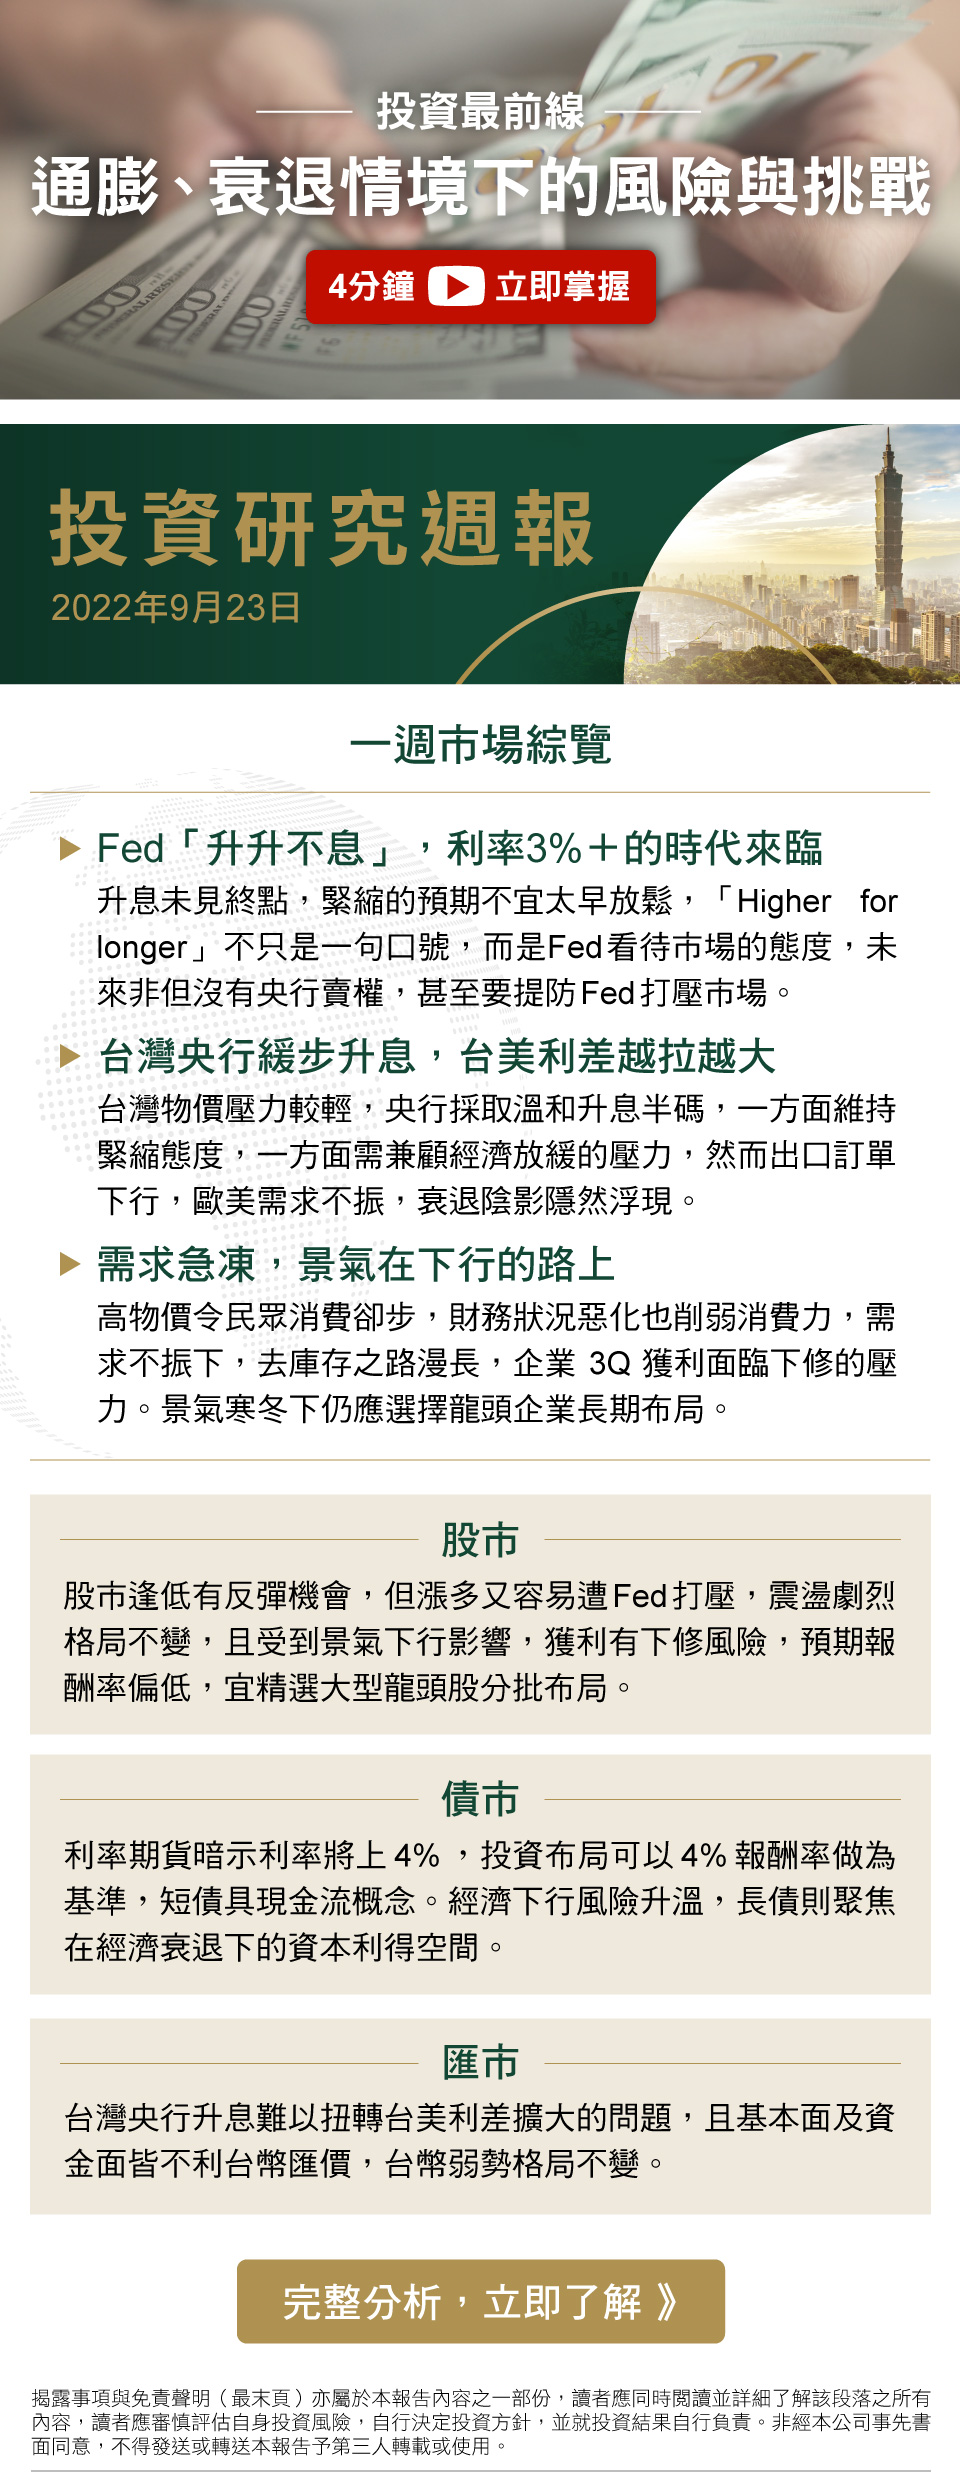 投資最前線
通膨、衰退情境下的風險與挑戰
4分鐘 立即掌握
投資研究週報
2022年9月23日
一週市場綜覽
Fed「升升不息」，利率3%＋的時代來臨
升息未見終點，緊縮的預期不宜太早放鬆，「Higher for
longer」不只是一句口號，而是Fed看待市場的態度，未
來非但沒有央行賣權，甚至要提防Fed打壓市場。
台灣央行緩步升息，台美利差越拉越大
台灣物價壓力較輕，央行採取溫和升息半碼，一方面維持
緊縮態度，一方面需兼顧經濟放緩的壓力，然而出口訂單
下行，歐美需求不振，衰退陰影隱然浮現。
需求急凍，景氣在下行的路上
高物價令民眾消費卻步，財務狀況惡化也削弱消費力，需
求不振下，去庫存之路漫長，企業 3Q 獲利面臨下修的壓
力。景氣寒冬下仍應選擇龍頭企業長期布局。
股市
股市逢低有反彈機會，但漲多又容易遭Fed打壓，震盪劇烈
格局不變，且受到景氣下行影響，獲利有下修風險，預期報
酬率偏低，宜精選大型龍頭股分批布局。
債市
利率期貨暗示利率將上4%，投資布局可以4%報酬率做為
基準，短債具現金流概念。經濟下行風險升溫，長債則聚焦
在經濟衰退下的資本利得空間。
匯市
台灣央行升息難以扭轉台美利差擴大的問題，且基本面及資
金面皆不利台幣匯價，台幣弱勢格局不變。
完整分析，立即了解 》
揭露事項與免責聲明（最末頁）亦屬於本報告內容之一部份，讀者應同時閱讀並詳細了解該段落之所有
內容，讀者應審慎評估自身投資風險，自行決定投資方針，並就投資結果自行負責。非經本公司事先書
面同意，不得發送或轉送本報告予第三人轉載或使用。